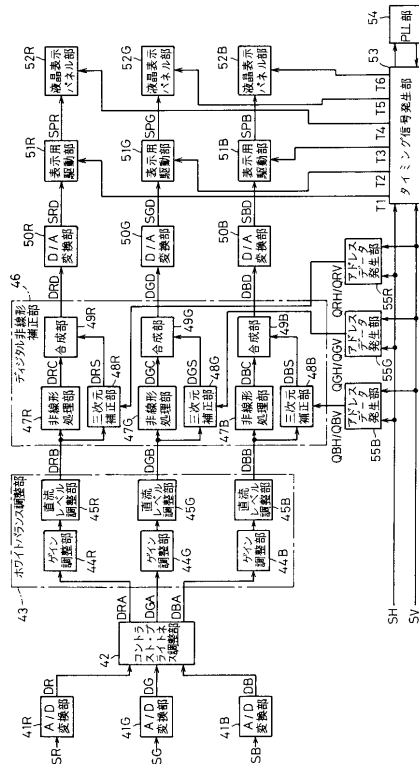 SR
41R
A/D
変換部
DR
SG
41G
A/D
変換部
DG
SB
41B
A/D
変換部
DB
42
コントラ
スト・ブ
ライトネ
ス調整部
DRA
DGA
DBA
43
ホワイトバランス調整部
44R
ゲイン
調整部
45R
直流
レベル
調整部
44G
ゲイン
調整部
45G
直流
レベル
調整部
44B
ゲイン
調整部
45B
直流
レベル
調整部
DRB
DGB
DBB
46
ディジタル非線形
補正部
47R
非線形
処理部
DRC
三次元
補正部
48R
DRS
合成部
49R
47G
非線形
処理部
DGC
三次元
補正部
48G
DGS
合成部
49G
47B
非線形
処理部
DBC
三次元
補正部
48B
DBS
合成部
49B
DRD
DGD
DBD
50R
D/A
変換部
50G
D/A
変換部
50B
D/A
変換部
SRD
SGD
SBD
51R
表示用
駆動部
51G
表示用
駆動部
51B
表示用
駆動部
SPR
SPG
SPB
52R
液晶表示
パネル部
52G
液晶表示
パネル部
52B
液晶表示
パネル部
QBH/QBV
QGH/QGV
QRH/QRV
アドレス
データ
発生部
55B
アドレス
データ
発生部
55G
アドレス
データ
発生部
55R
T1
T2
T3
T4
T5
T6
タイミング信号発生部
53
PLL部
54
SH
SV